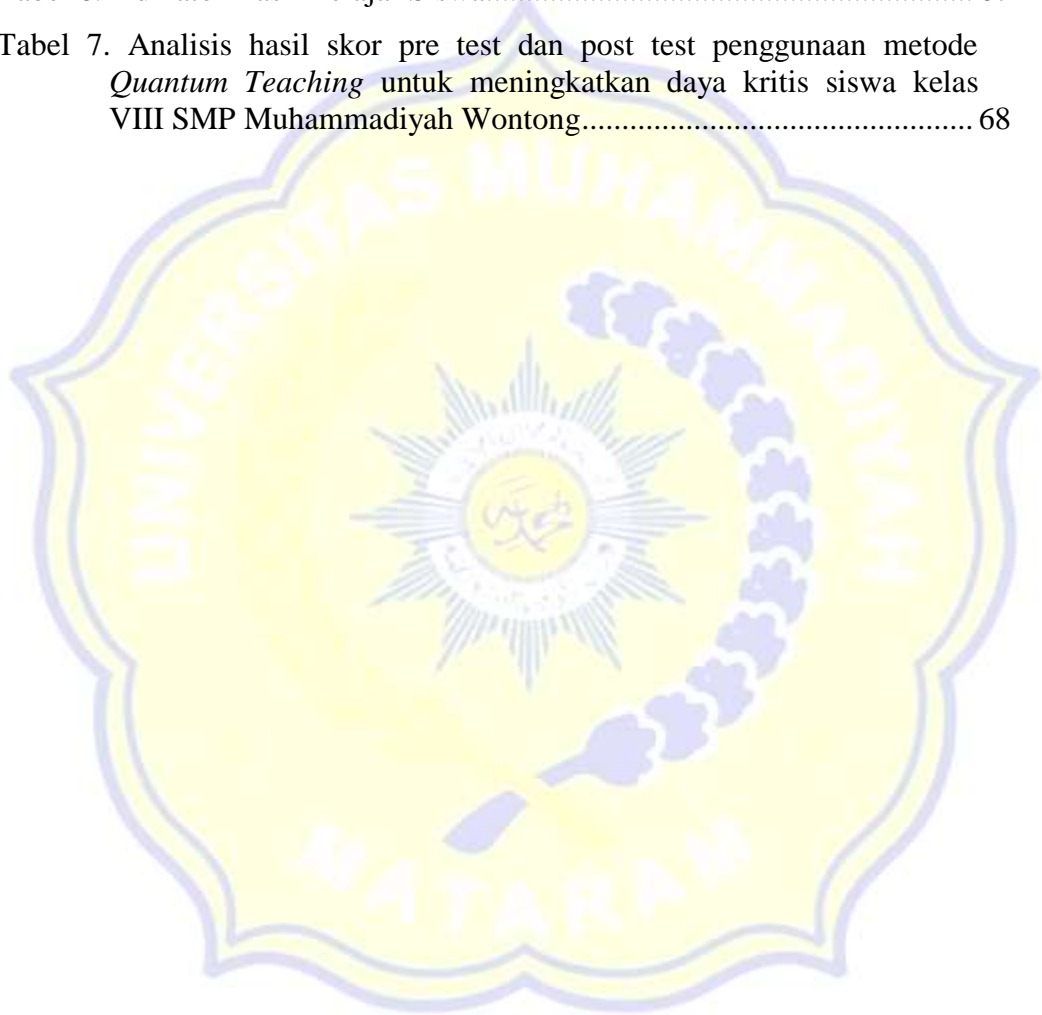 Tabel 7. Analisis hasil skor pre test dan post test penggunaan metode
Quantum Teaching untuk meningkatkan daya kritis siswa kelas
VIII SMP Muhammadiyah Wontong................................................ 68
UNIVERSITAS MUHAMMADIYAH
MATARAM